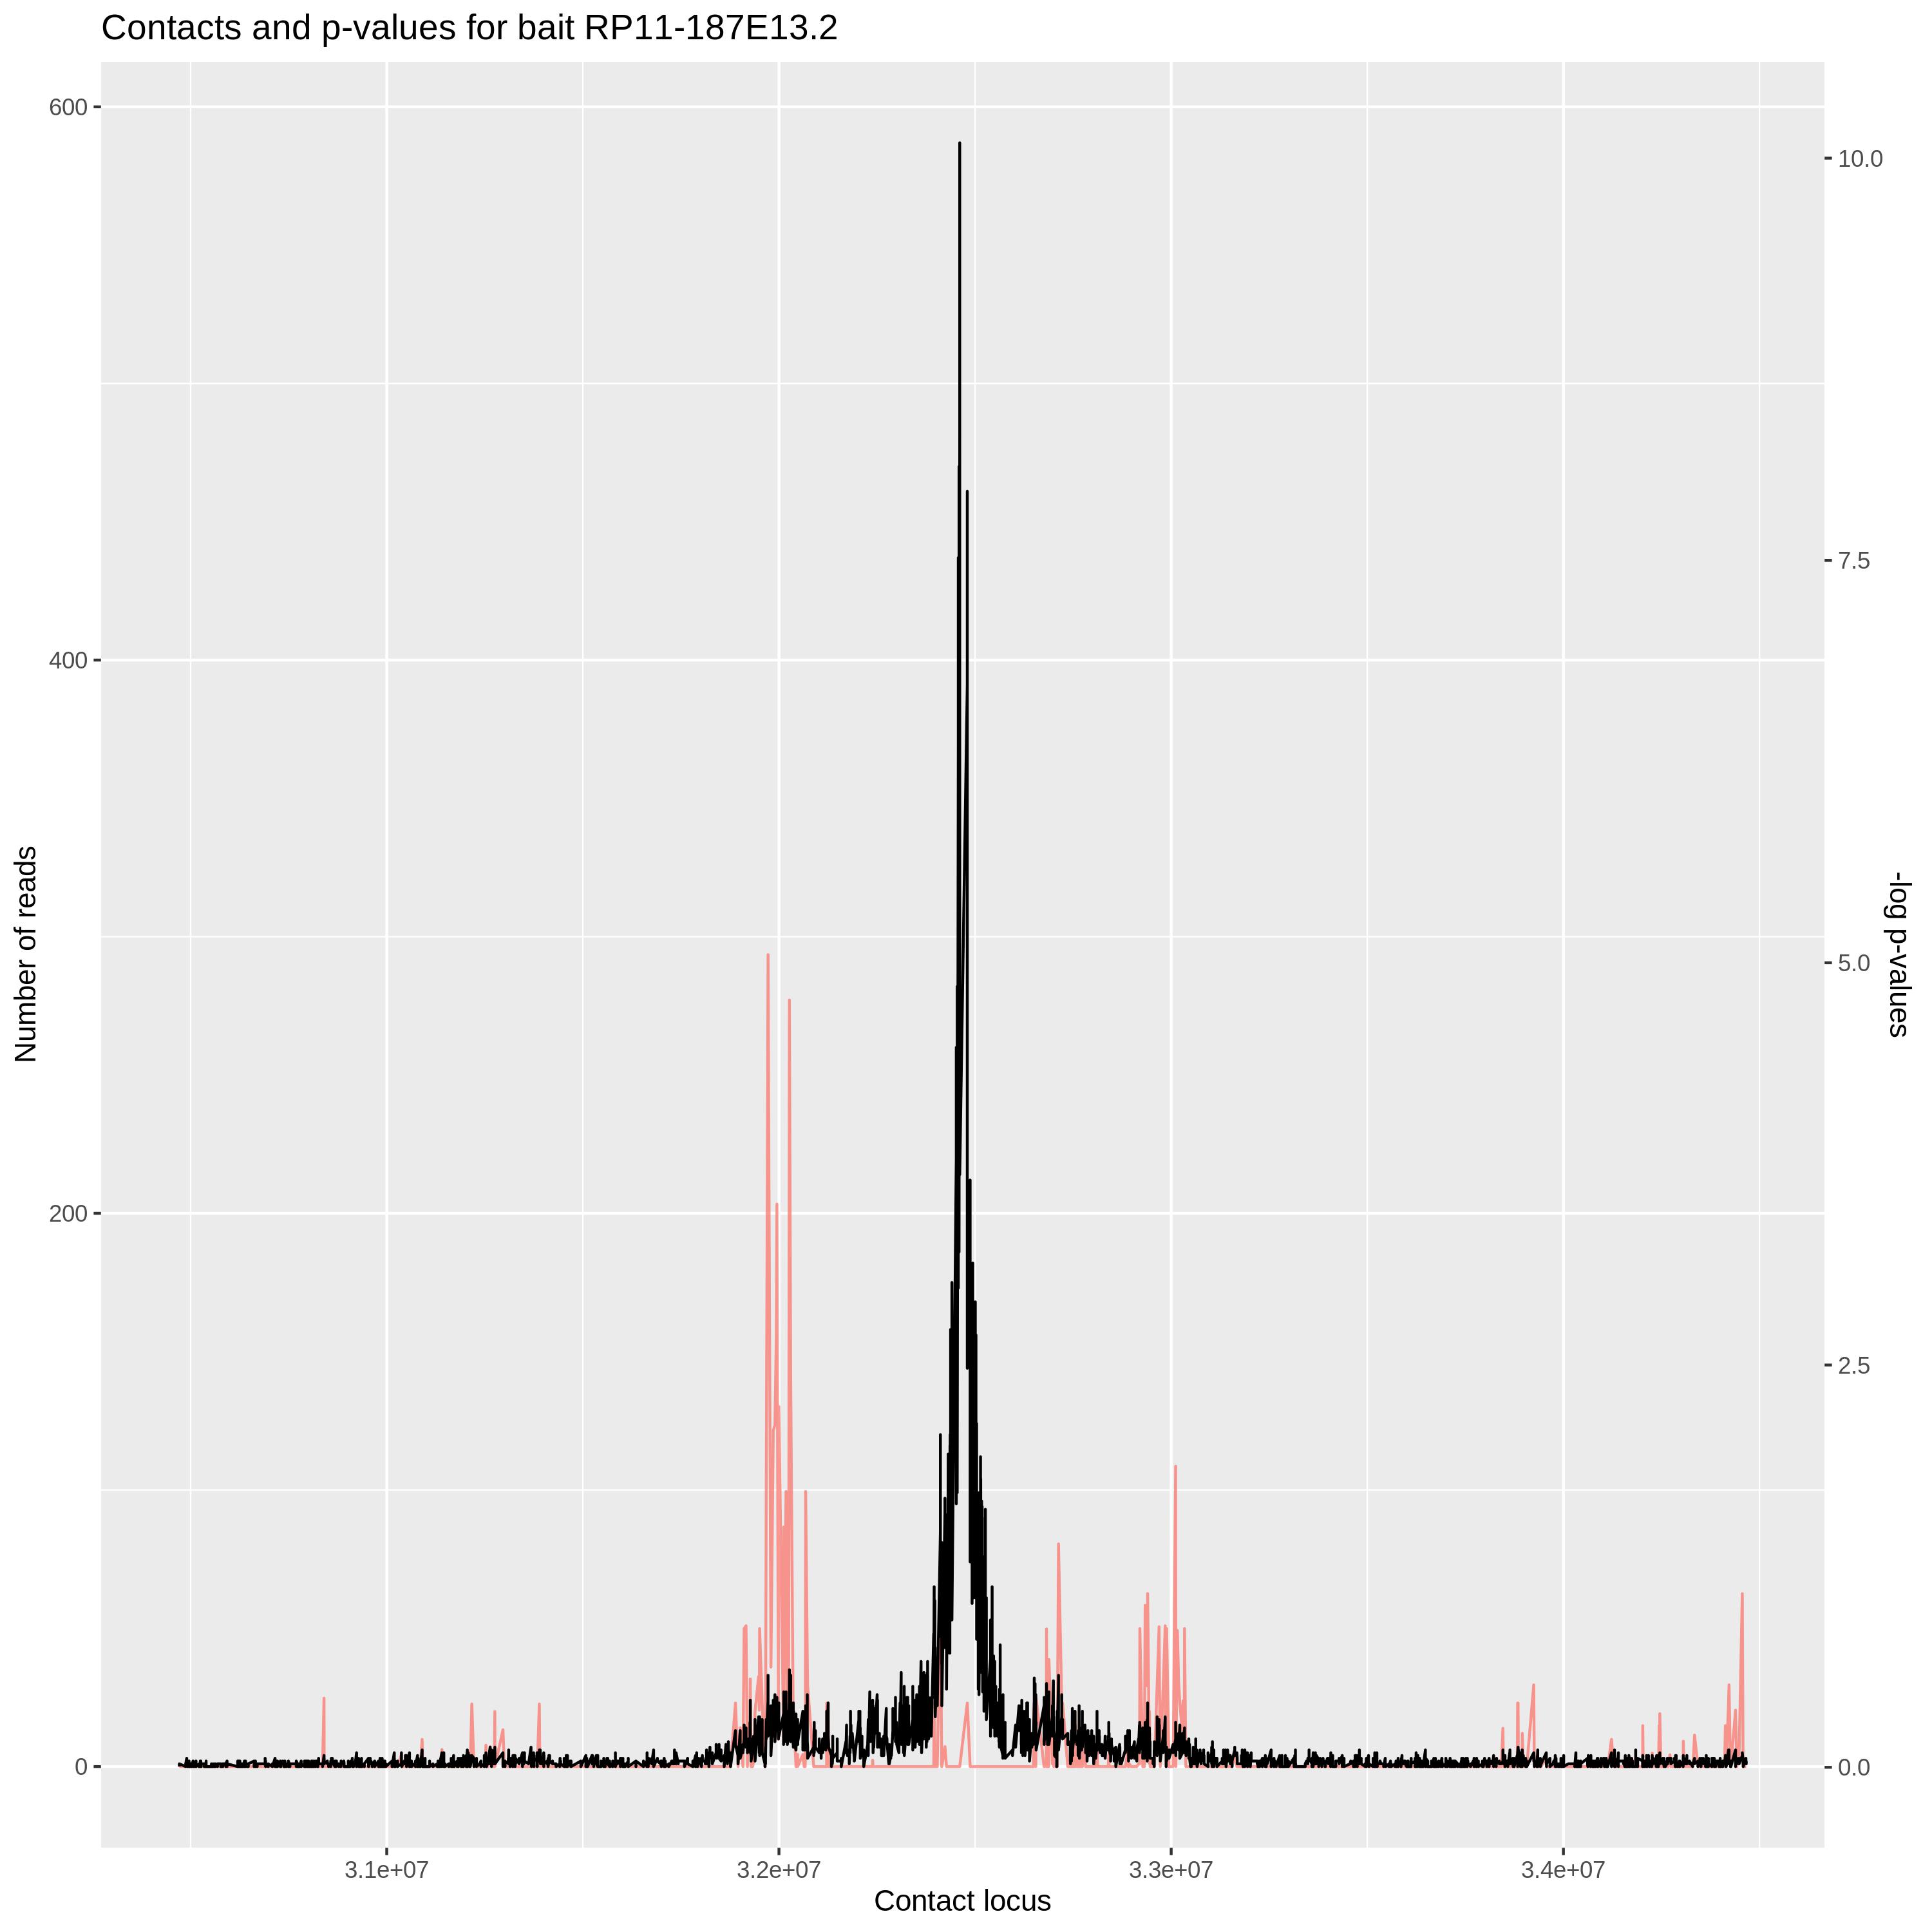 Contacts and p-values for bait RP11-187E13.2
600
400
200
0
Number of reads
10.0
7.5
5.0
2.5
0.0
-log p-values
3.1e+07
3.2e+07
3.3e+07
3.4e+07
Contact locus